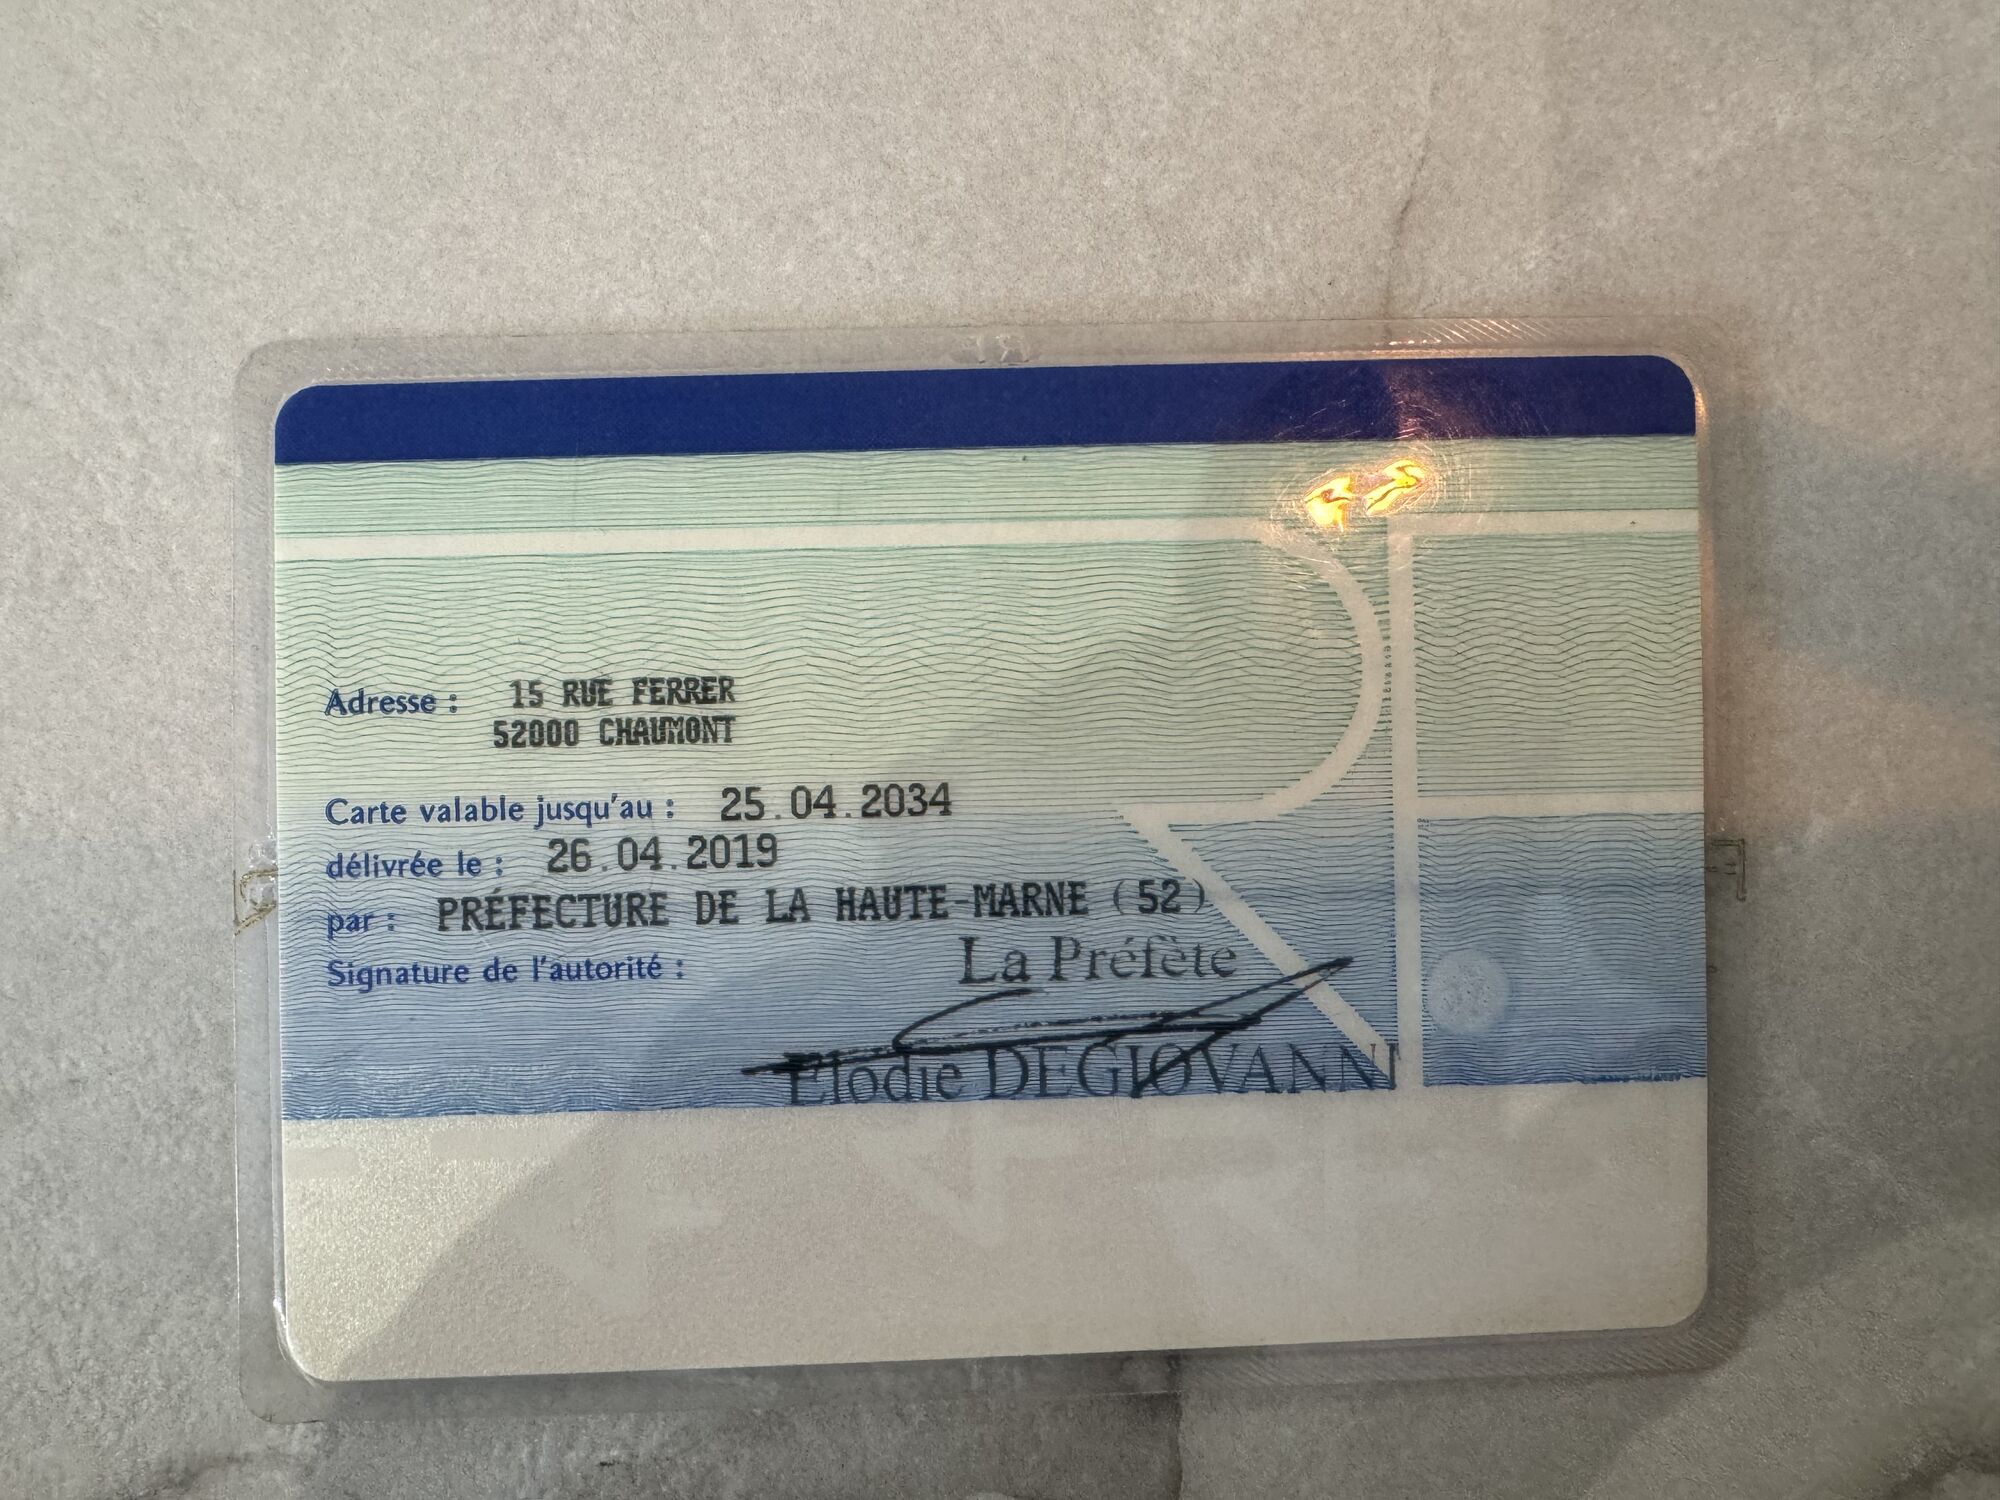 Adresse : 15 RUE FERRER
52000 CHAUMONT
Carte valable jusqu'au : 25.04.2034
délivrée le : 26.04.2019
par : PRÉFECTURE DE LA HAUTE-MARNE (52)
Signature de l'autorité :
La Préfète
Elodie DEGIOVANNI